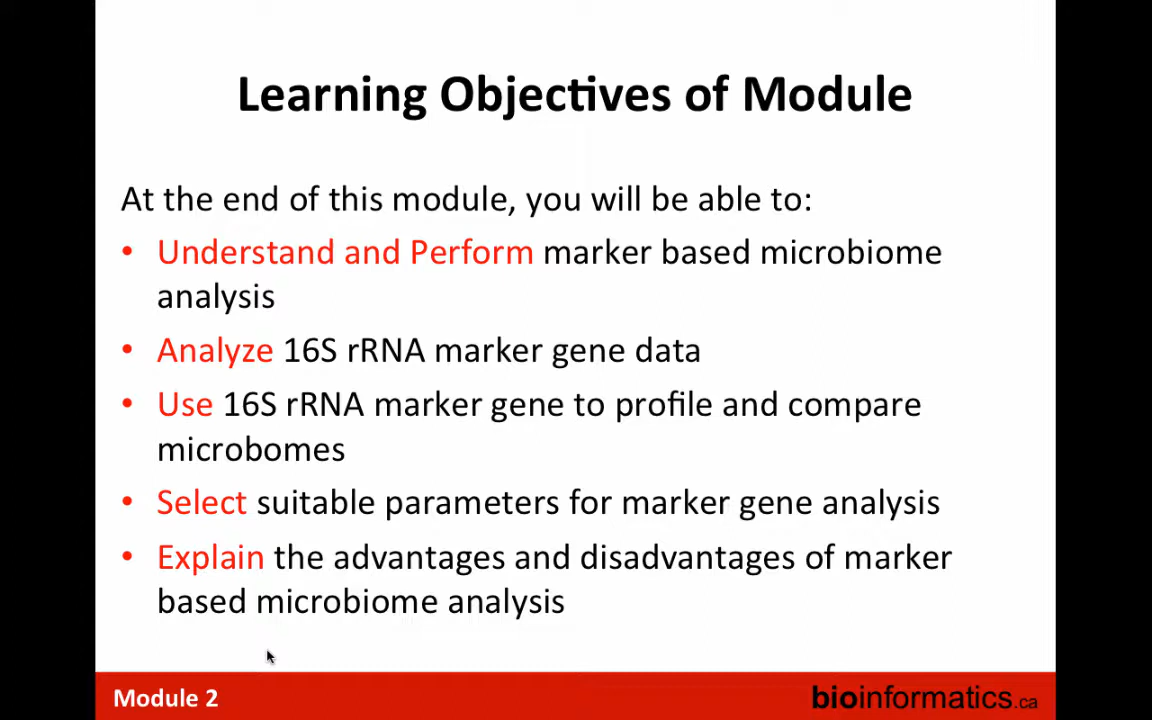 Learning Objectives of Module
At the end of this module, you will be able to:
• Understand and Perform marker based microbiome
analysis
• Analyze 16S rRNA marker gene data
• Use 16S rRNA marker gene to profile and compare
microbomes
• Select suitable parameters for marker gene analysis
• Explain the advantages and disadvantages of marker
based microbiome analysis
Module 2
bioinformatics.ca